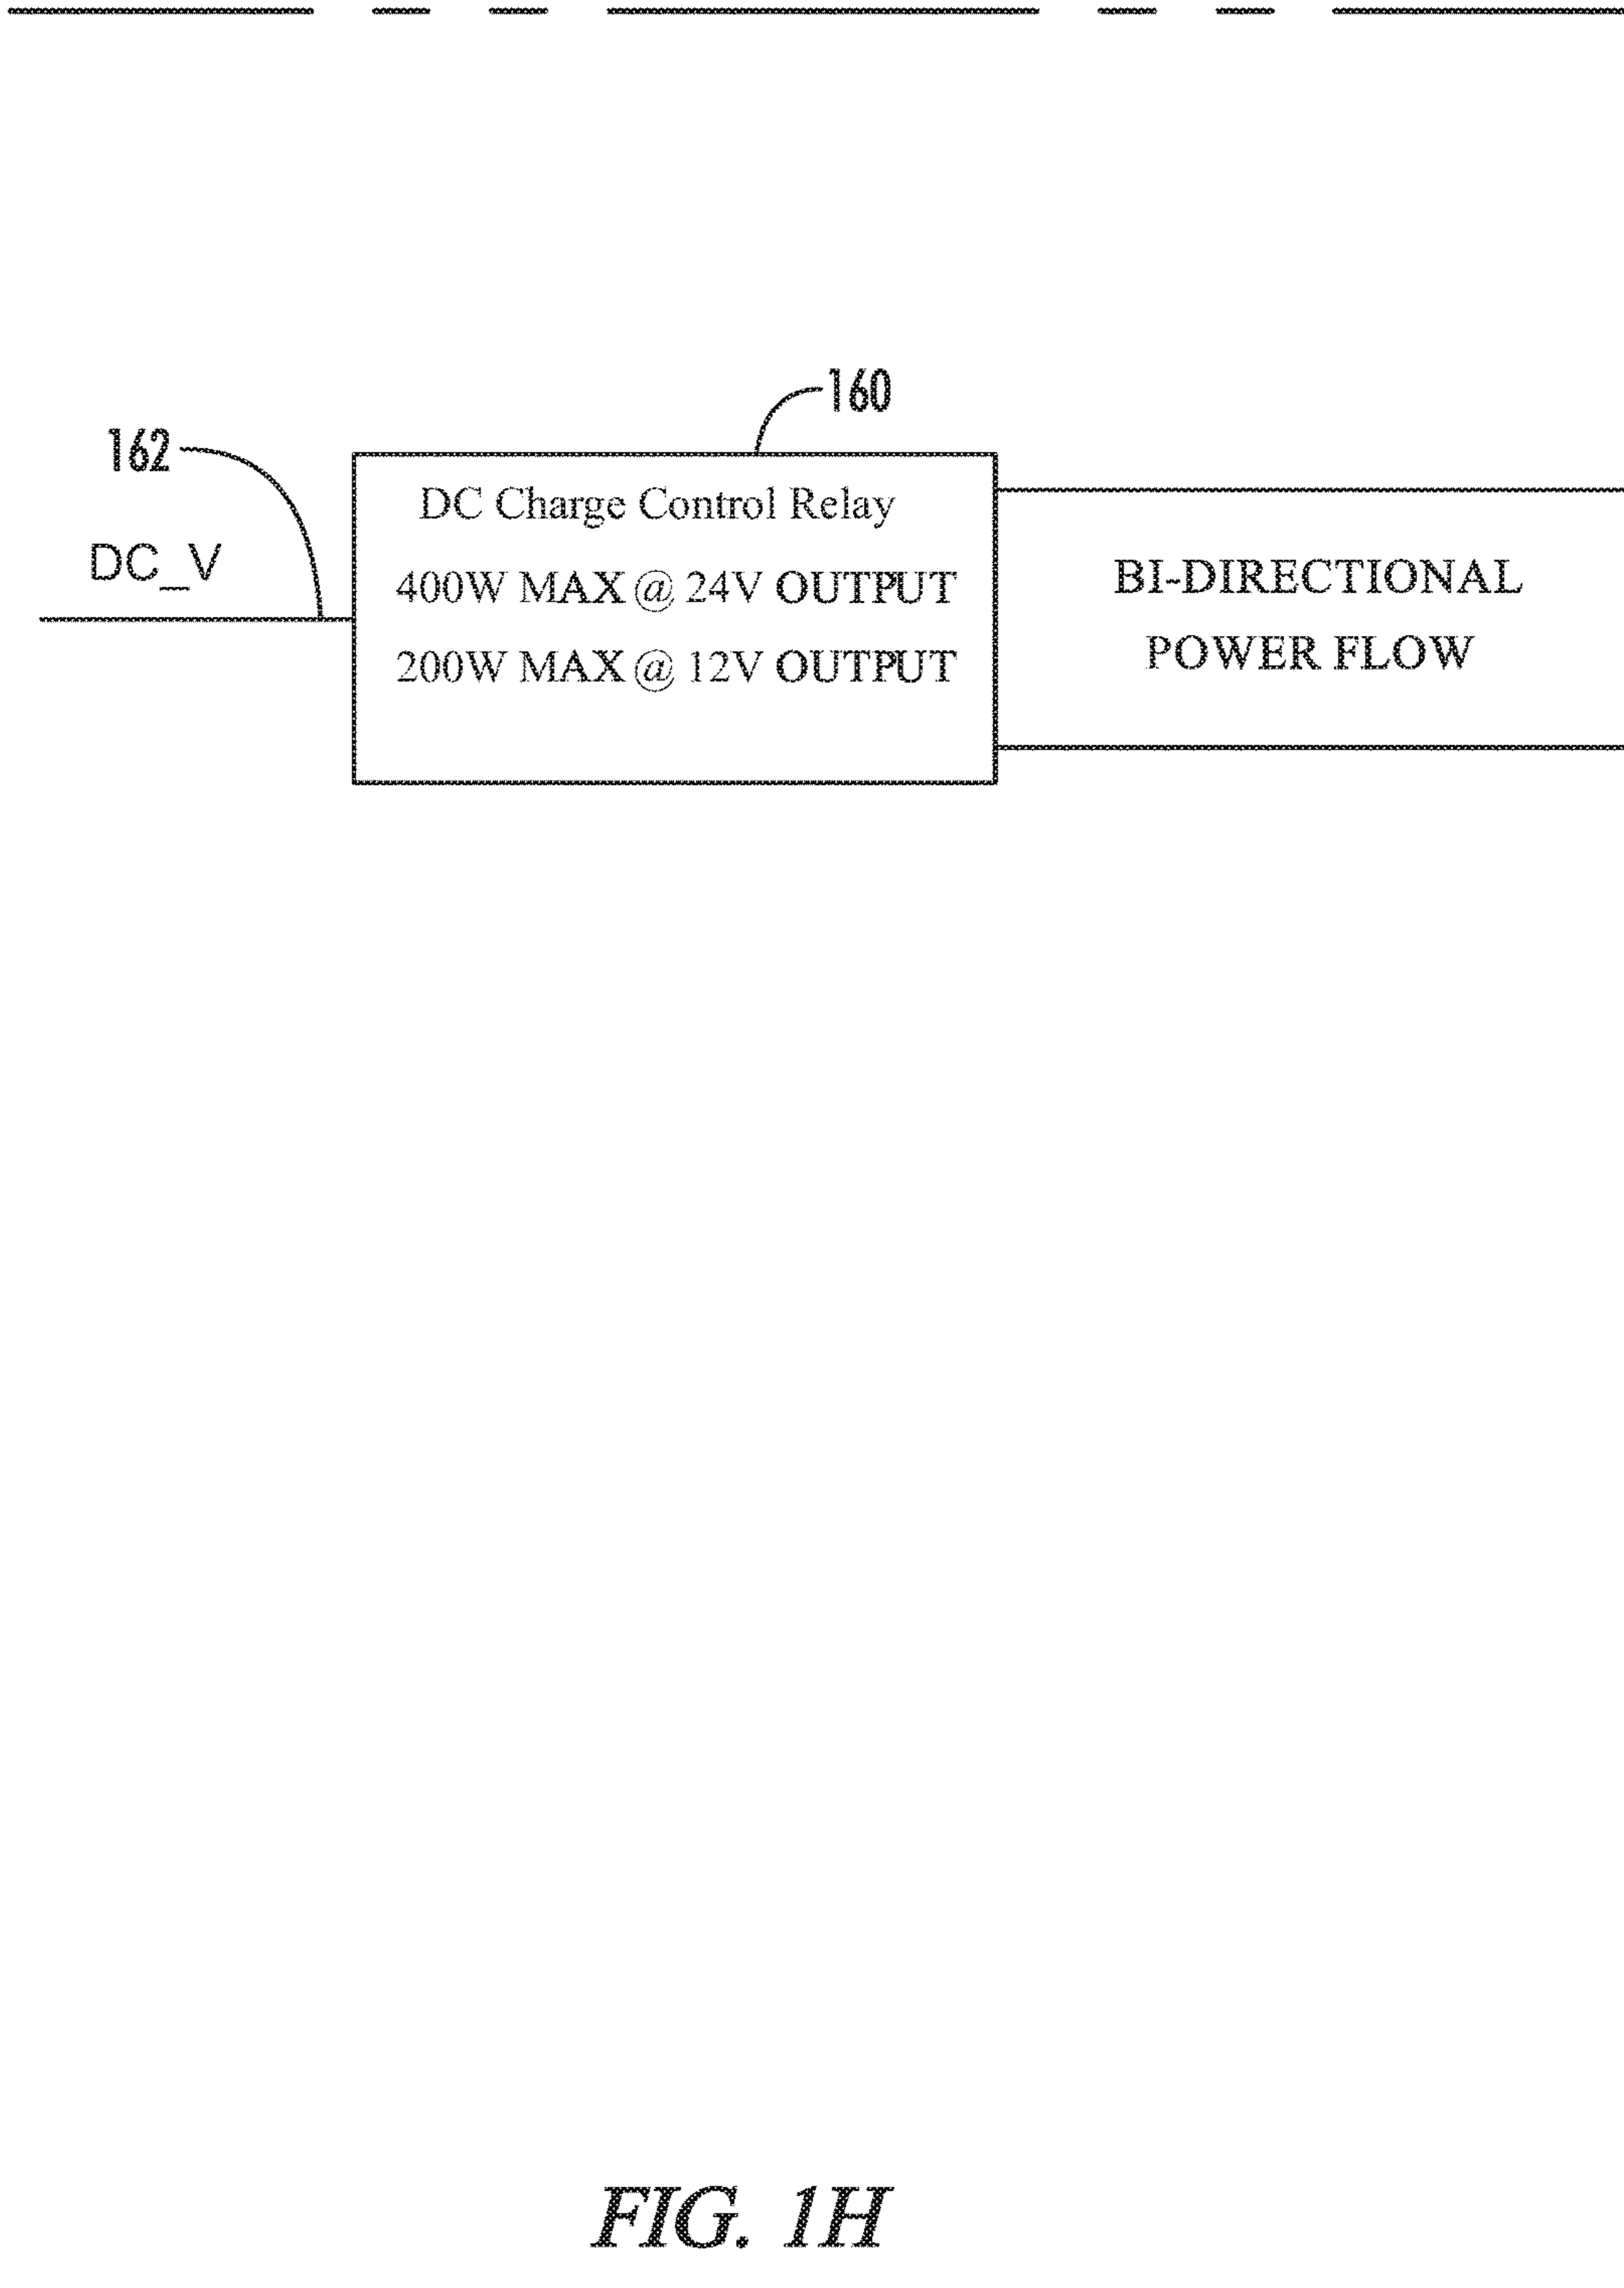 160
162
DC Charge Control Relay
DC_V
400W MAX @ 24V OUTPUT
200W MAX @ 12V OUTPUT
BI-DIRECTIONAL
POWER FLOW
FIG. 1H